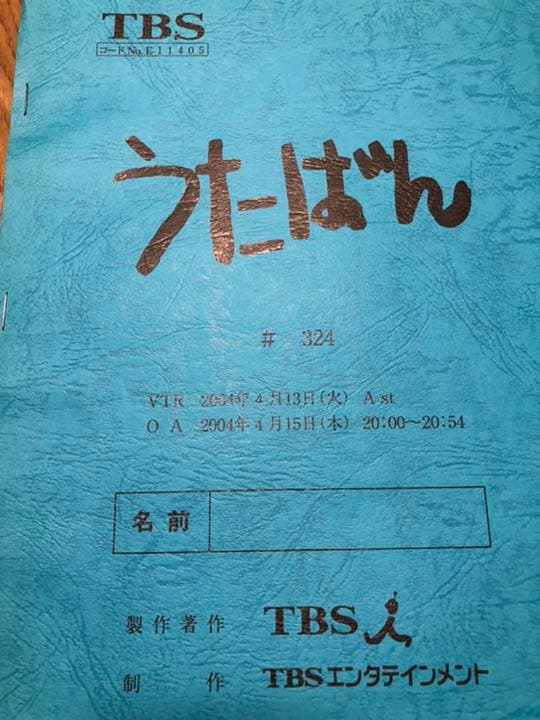 TBS
コードNo.E11405
うたばん
# 324
VTR 2004年4月13日(火) A st
O A 2004年4月15日(木) 20:00～20:54
名前
製作著作 TBS
制作 TBSエンタテインメント